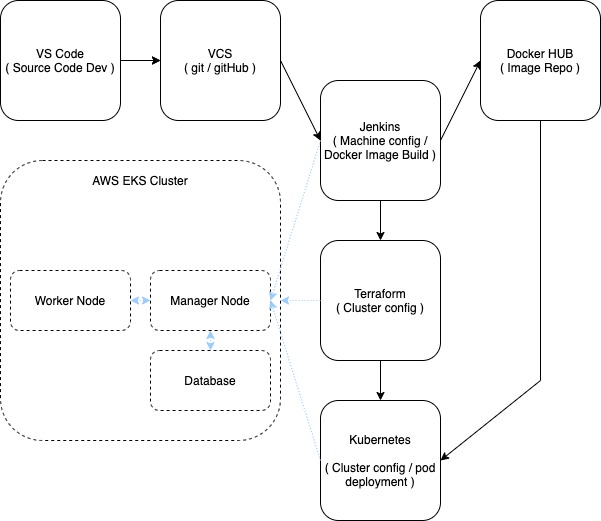 VS Code
( Source Code Dev )
VCS
( git / gitHub )
Docker HUB
( Image Repo )
Jenkins
( Machine config /
Docker Image Build )
AWS EKS Cluster
Worker Node
Manager Node
Terraform
( Cluster config )
Database
Kubernetes
( Cluster config / pod
deployment )